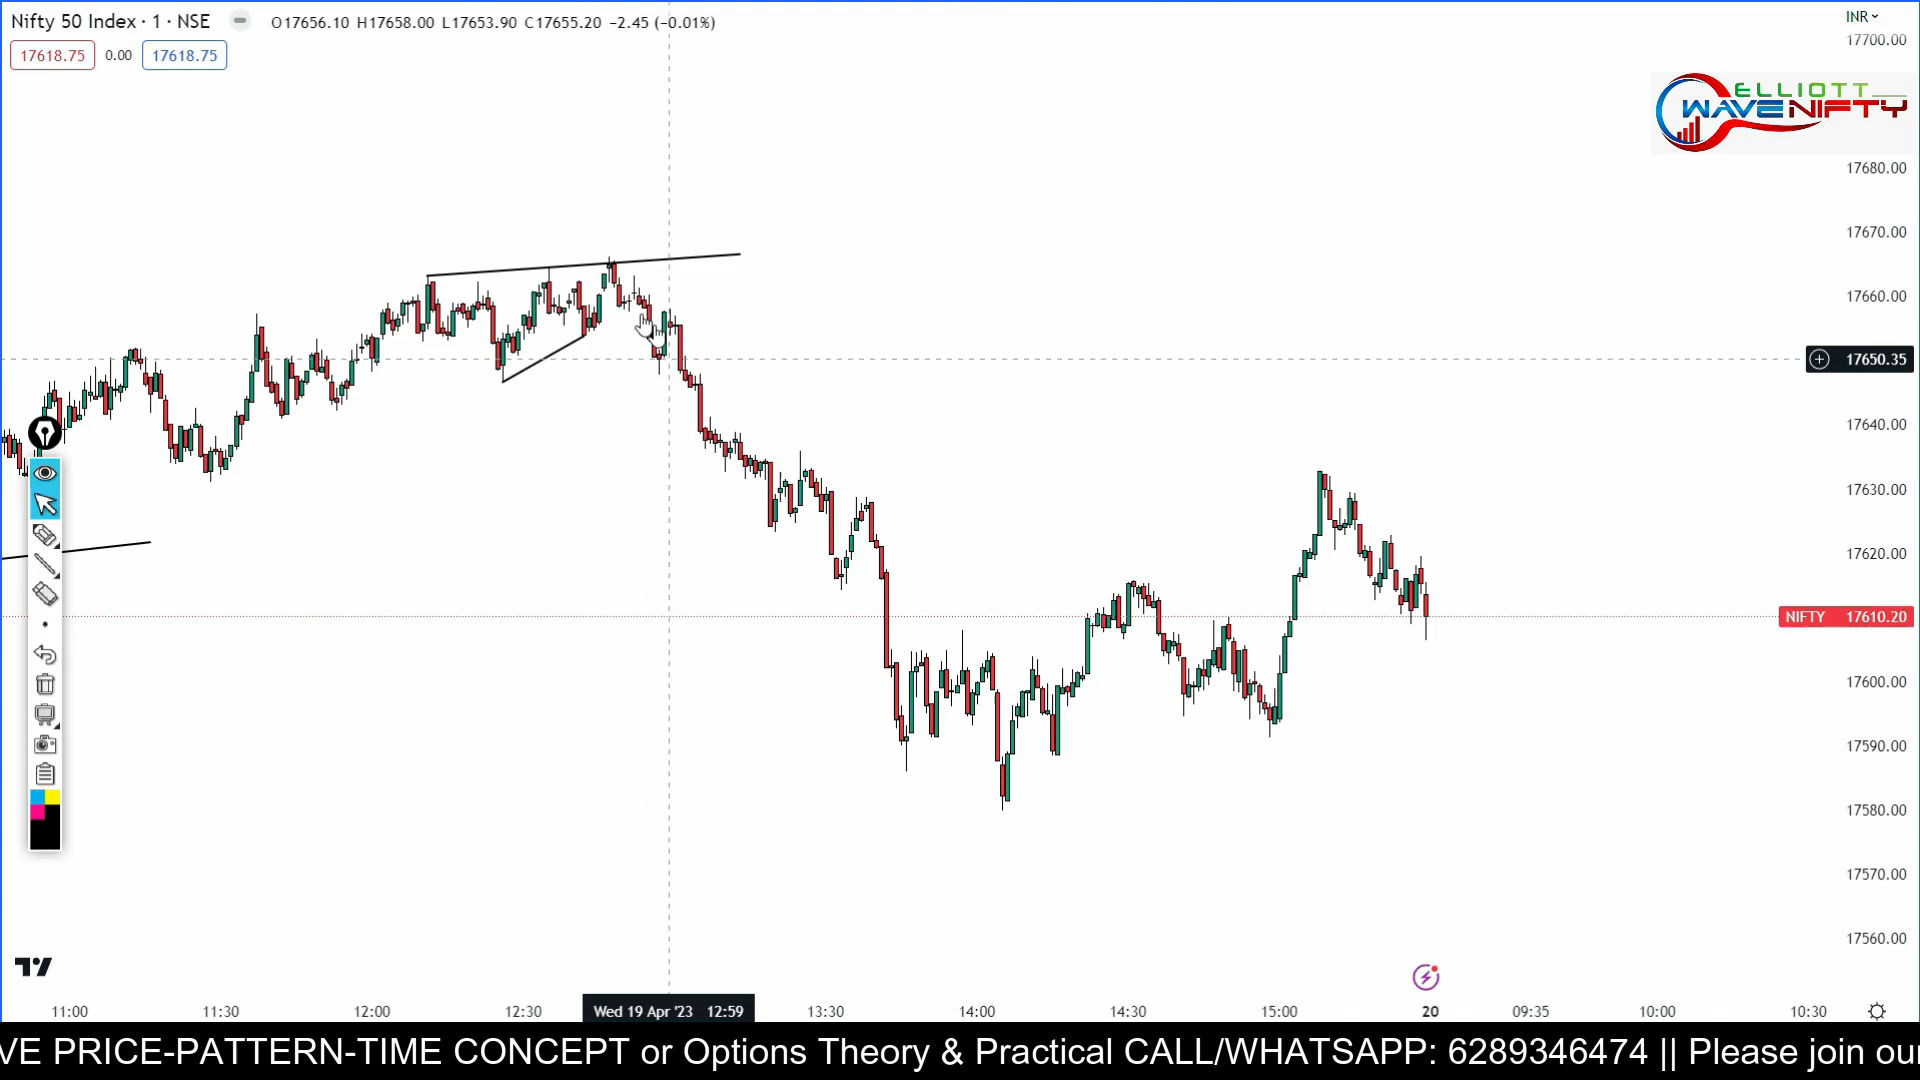 Nifty 50 Index · 1 · NSE O17656.10 H17658.00 L17653.90 C17655.20 −2.45 (−0.01%)
17618.75 0.00 17618.75
INR
17700.00
ELLIOTT
WAVE NIFTY
17680.00
17670.00
17660.00
17650.35
17640.00
17630.00
17620.00
NIFTY 17610.20
17600.00
17590.00
17580.00
17570.00
17560.00
11:00 11:30 12:00 12:30 Wed 19 Apr '23 12:59 13:30 14:00 14:30 15:00 20 09:35 10:00 10:30
VE PRICE-PATTERN-TIME CONCEPT or Options Theory & Practical CALL/WHATSAPP: 6289346474 || Please join ou